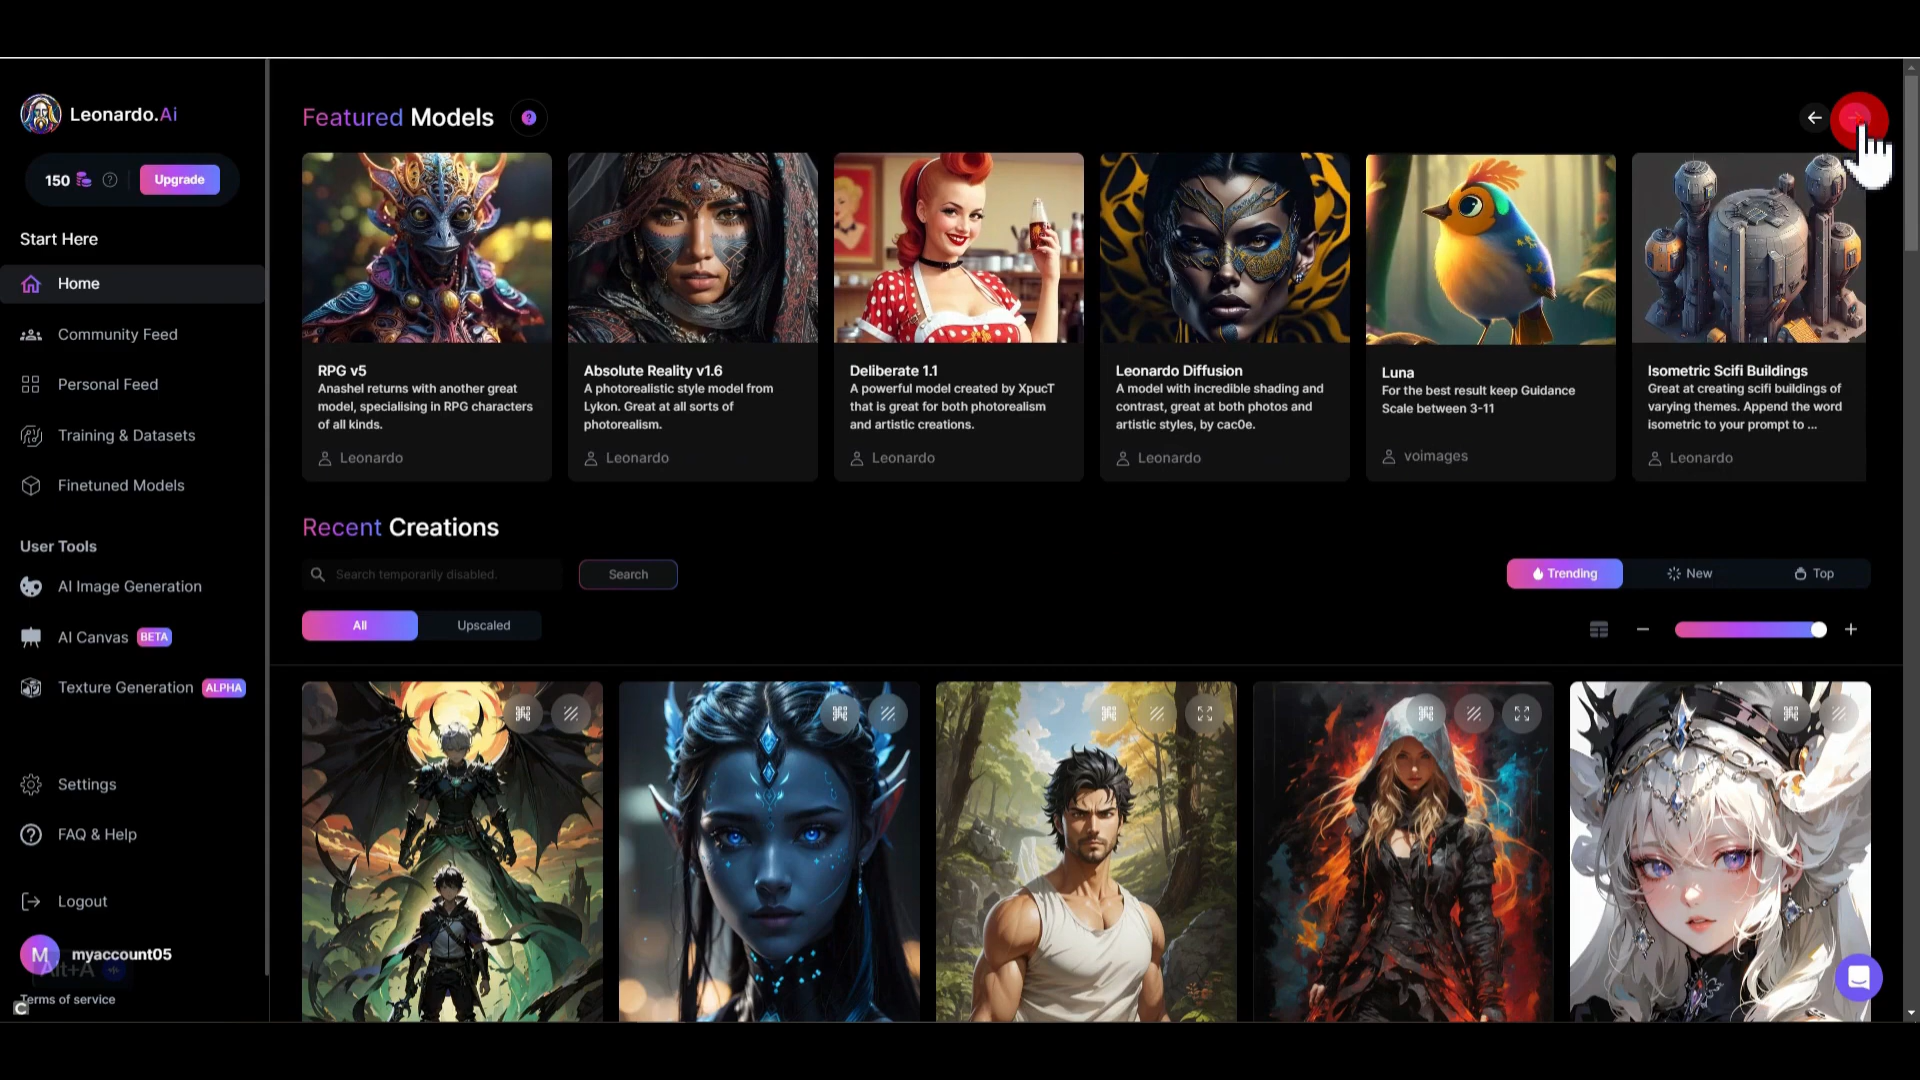 Leonardo.Ai
150
Upgrade
Start Here
Home
Community Feed
Personal Feed
Training & Datasets
Finetuned Models
User Tools
AI Image Generation
AI Canvas BETA
Texture Generation ALPHA
Settings
FAQ & Help
Logout
M myaccount05
Alt+A
Terms of service
Featured Models ?
RPG v5
Anashel returns with another great
model, specialising in RPG characters
of all kinds.
Leonardo
Absolute Reality v1.6
A photorealistic style model from
Lykon. Great at all sorts of
photorealism.
Leonardo
Deliberate 1.1
A powerful model created by XpucT
that is great for both photorealism
and artistic creations.
Leonardo
Leonardo Diffusion
A model with incredible shading and
contrast, great at both photos and
artistic styles, by cac0e.
Leonardo
Luna
For the best result keep Guidance
Scale between 3-11
voimages
Isometric Scifi Buildings
Great at creating scifi buildings of
varying themes. Append the word
isometric to your prompt to ...
Leonardo
Recent Creations
Search temporarily disabled.
Search
Trending
New
Top
All
Upscaled